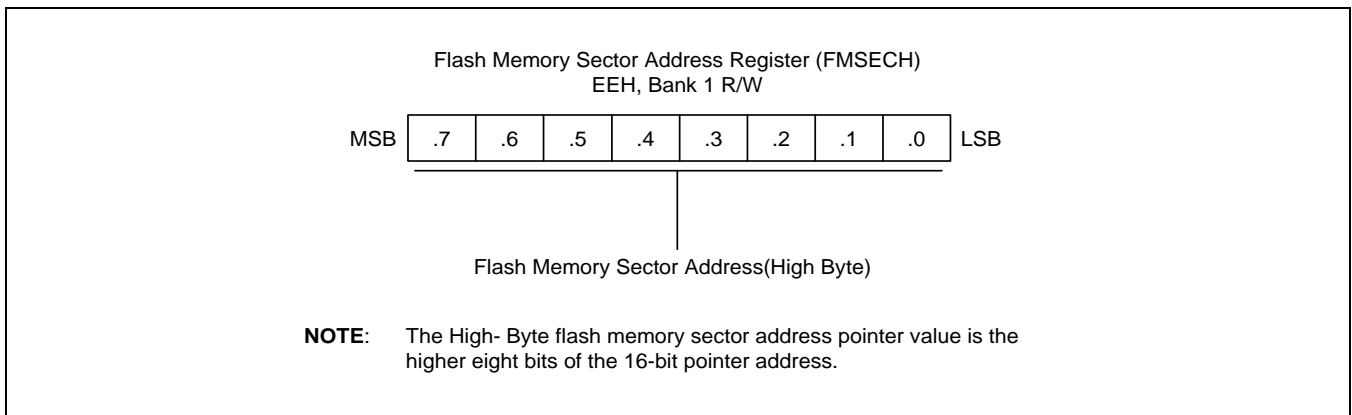 Flash Memory Sector Address Register (FMSECH)
EEH, Bank 1 R/W
MSB .7 .6 .5 .4 .3 .2 .1 .0 LSB
Flash Memory Sector Address(High Byte)
NOTE: The High- Byte flash memory sector address pointer value is the
higher eight bits of the 16-bit pointer address.